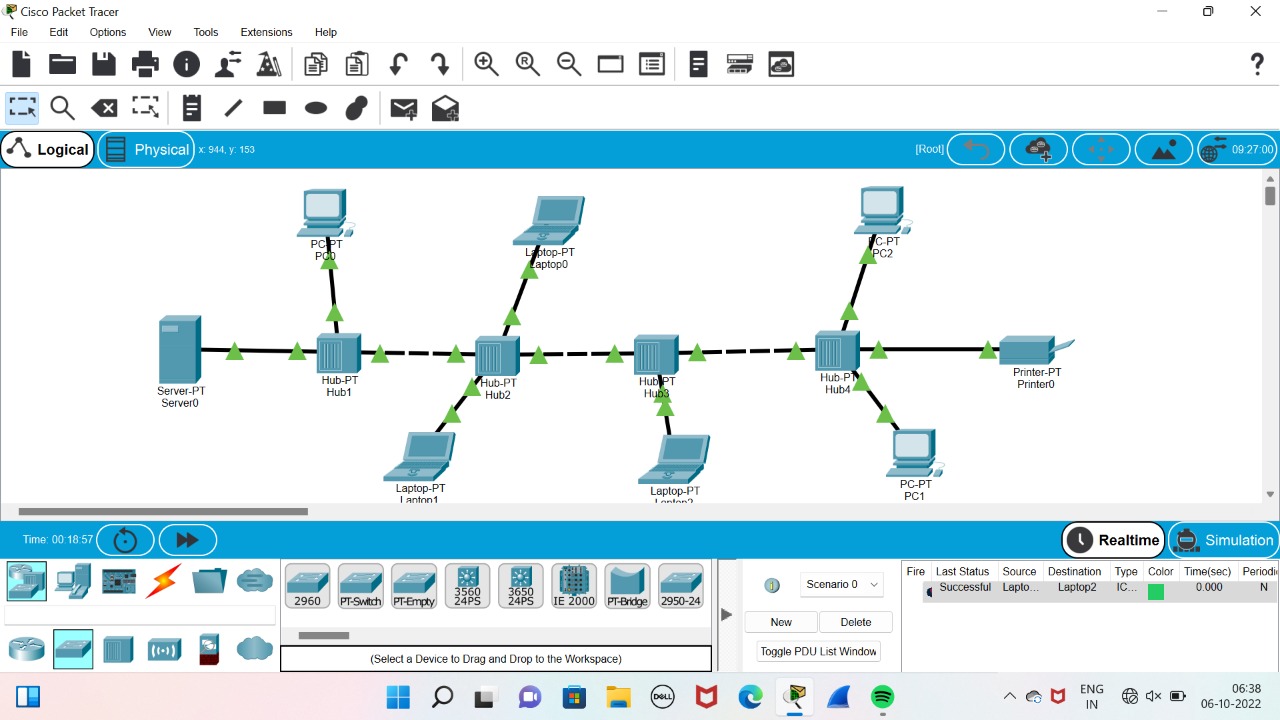 Cisco Packet Tracer
File Edit Options View Tools Extensions Help
R
?
Logical Physical x: 944, y: 153 [Root] 09:27:00
PC-PT
PC0
Laptop-PT
Laptop0
PC-PT
PC2
Server-PT
Server0
Hub-PT
Hub1
Hub-PT
Hub2
Hub-PT
Hub3
Hub-PT
Hub4
Printer-PT
Printer0
Laptop-PT
Laptop1
Laptop-PT
Laptop2
PC-PT
PC1
Time: 00:18:57 Realtime Simulation
2960 PT-Switch PT-Empty 3560 24PS 3650 24PS IE 2000 PT-Bridge 2950-24
(Select a Device to Drag and Drop to the Workspace)
Scenario 0
New Delete
Toggle PDU List Window
Fire Last Status Source Destination Type Color Time(sec) Periodi
Successful Lapto... Laptop2 IC... 0.000 N
DELL
ENG
IN
06:38
06-10-2022